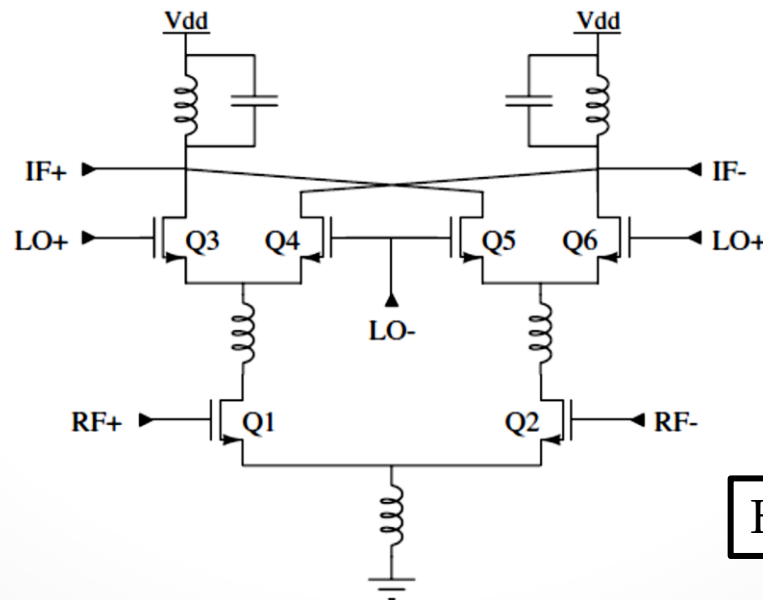 Vdd Vdd
IF+ IF-
LO+ Q3 Q4 Q5 Q6 LO+
LO-
RF+ Q1 Q2 RF-